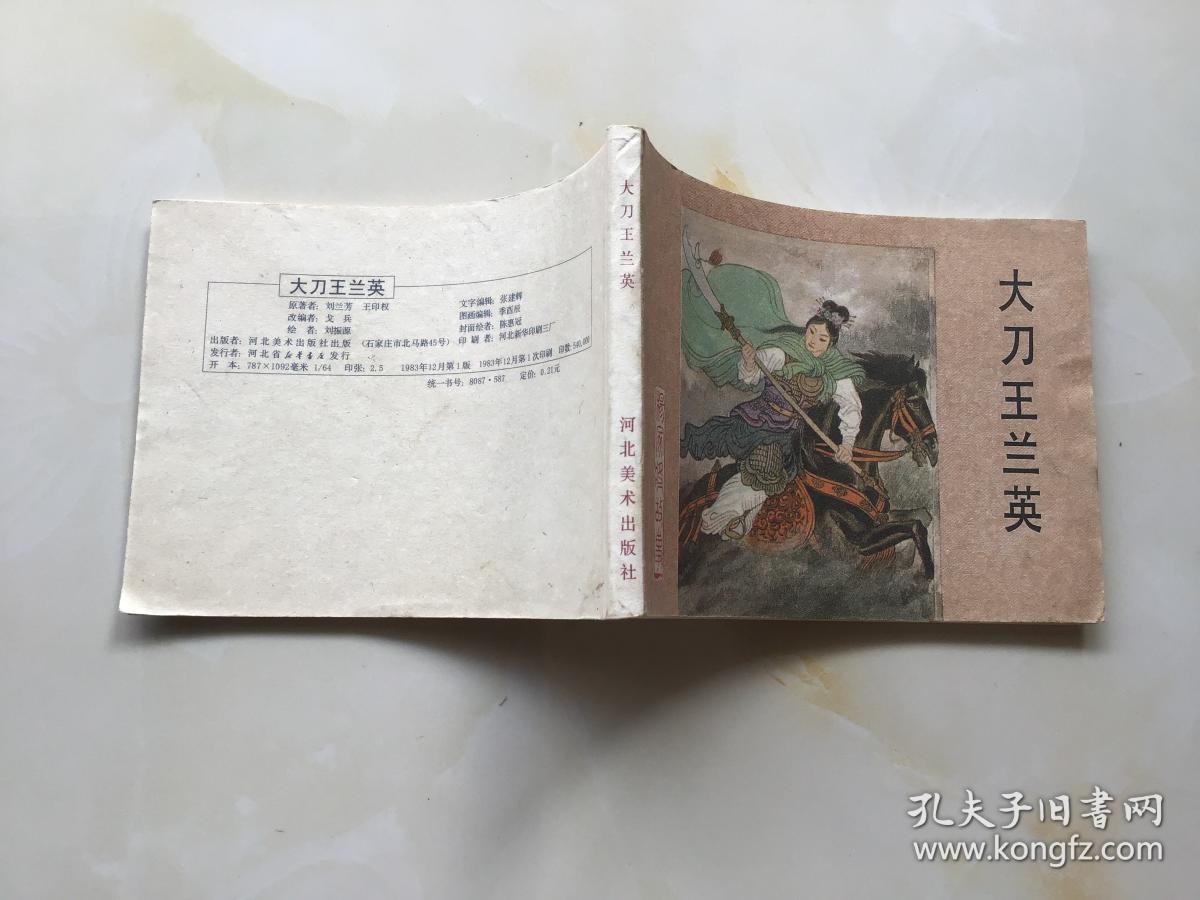 大刀王兰英
原著者：刘兰芳 王印权
改编者：戈兵
绘者：刘振源
文字编辑：张建辉
图画编辑：季酉辰
封面绘者：陈惠冠
出版者：河北美术出版社出版（石家庄市北马路45号）印刷者：河北新华印刷三厂
发行者：河北省新华书店发行
开本：787×1092毫米 1/64 印张：2.5 1983年12月第1版 1983年12月第1次印刷 印数：540,000
统一书号：8087·587 定价：0.21元
大刀王兰英
河北美术出版社
大刀王兰英
孔夫子旧书网
www.kongfz.com